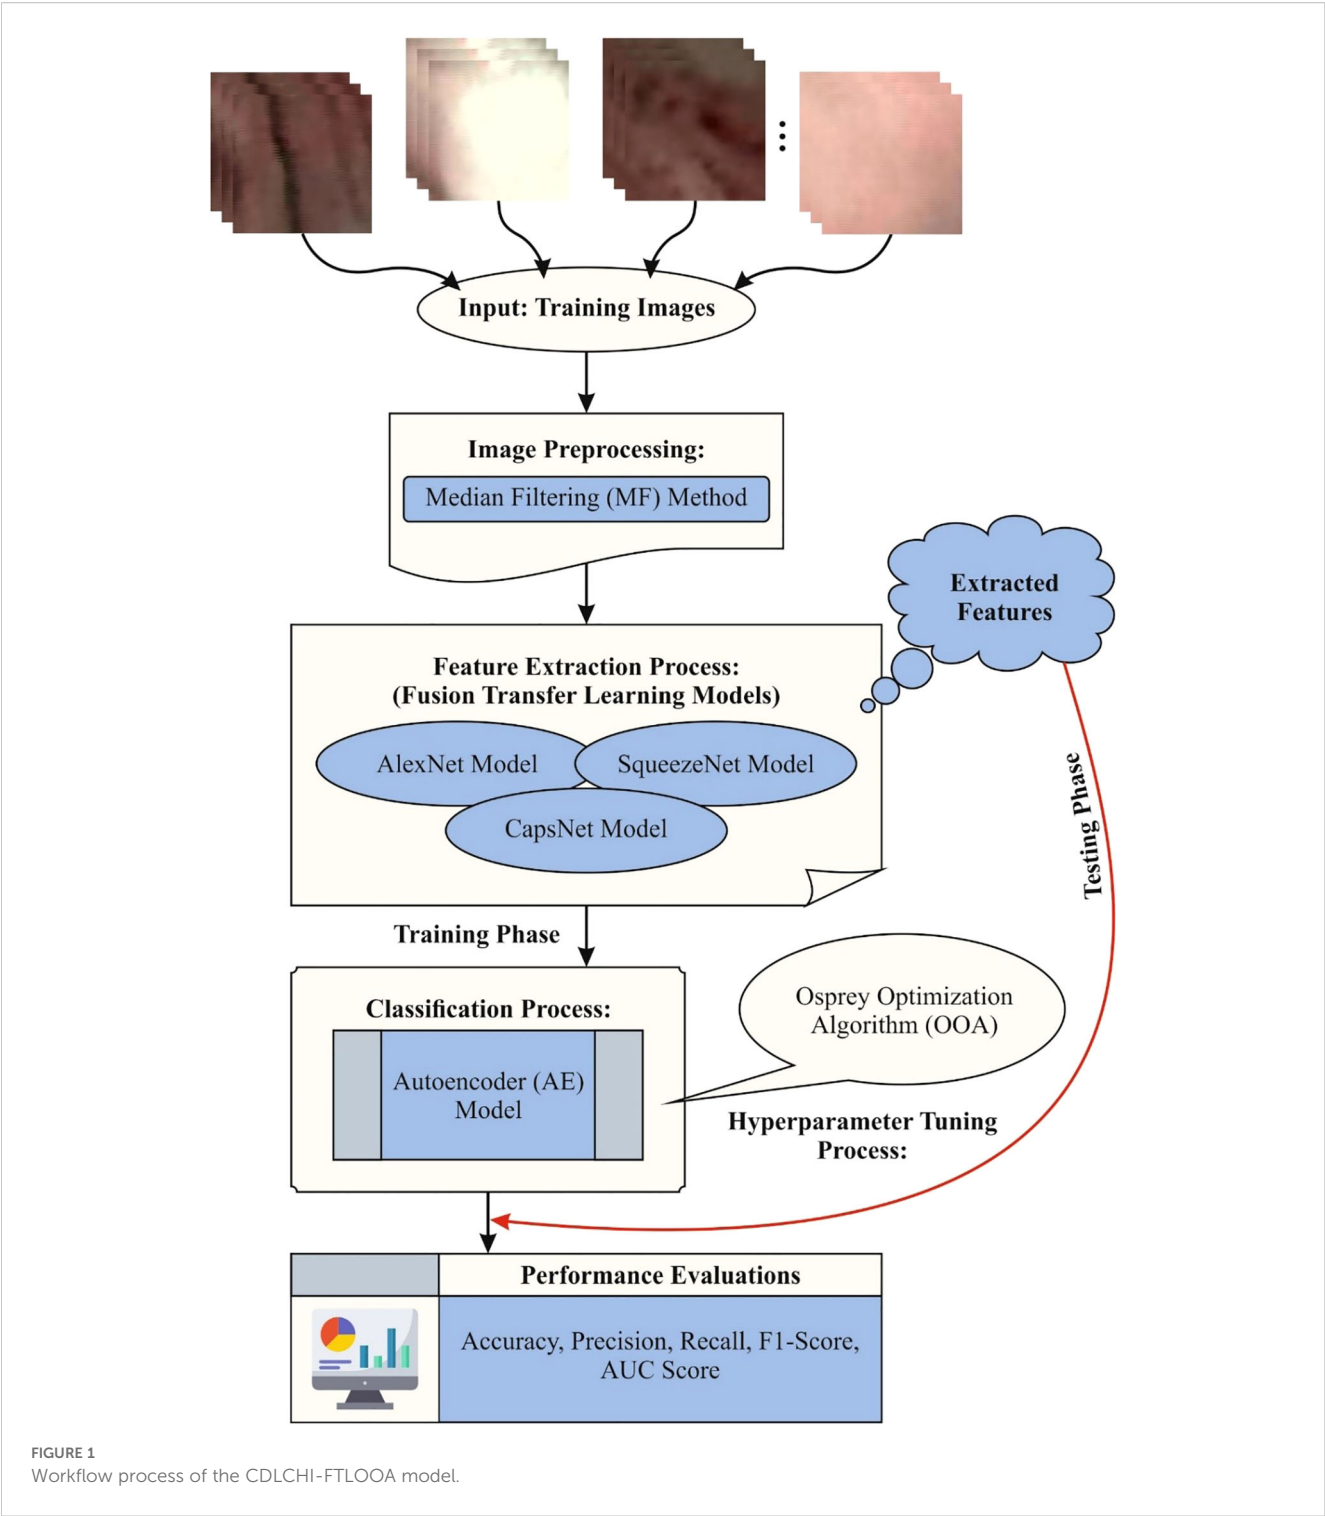 Input: Training Images
Image Preprocessing:
Median Filtering (MF) Method
Extracted
Features
Feature Extraction Process:
(Fusion Transfer Learning Models)
AlexNet Model
SqueezeNet Model
CapsNet Model
Testing Phase
Training Phase
Classification Process:
Autoencoder (AE)
Model
Osprey Optimization
Algorithm (OOA)
Hyperparameter Tuning
Process:
Performance Evaluations
Accuracy, Precision, Recall, F1-Score,
AUC Score
FIGURE 1
Workflow process of the CDLCHI-FTLOOA model.